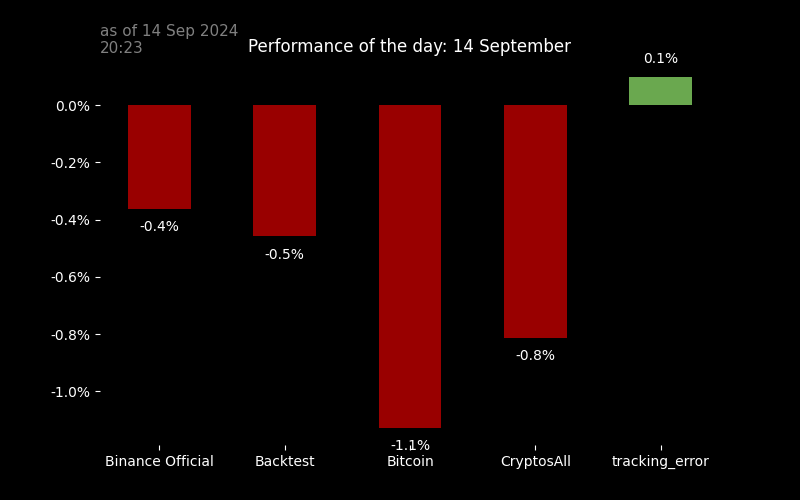 as of 14 Sep 2024
20:23
Performance of the day: 14 September
0.1%
0.0%
-0.2%
-0.4%
-0.6%
-0.8%
-1.0%
-0.4%
-0.5%
-1.1%
-0.8%
Binance Official
Backtest
Bitcoin
CryptosAll
tracking_error